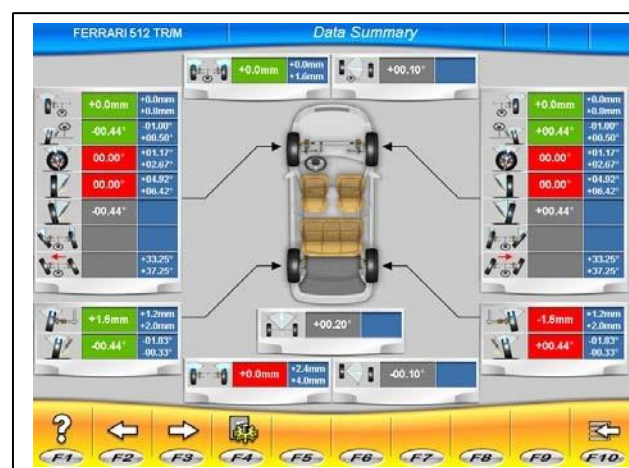 FERRARI 512 TR/M Data Summary
+0.0mm +0.0mm
+1.6mm
+00.10°
+0.0mm +0.0mm
+0.0mm
-00.44° -01.00°
+00.50°
00.00° +01.17°
+02.67°
00.00° +04.92°
+06.42°
-00.44°
+33.25°
+37.25°
+0.0mm +0.0mm
+0.0mm
+00.44° -01.00°
+00.50°
00.00° +01.17°
+02.67°
00.00° +04.92°
+06.42°
+00.44°
+33.25°
+37.25°
+1.6mm +1.2mm
+2.0mm
-00.44° -01.83°
-00.33°
+00.20°
-1.6mm +1.2mm
+2.0mm
+00.44° -01.83°
-00.33°
+0.0mm +2.4mm
+4.0mm
-00.10°
?
F1 F2 F3 F4 F5 F6 F7 F8 F9 F10